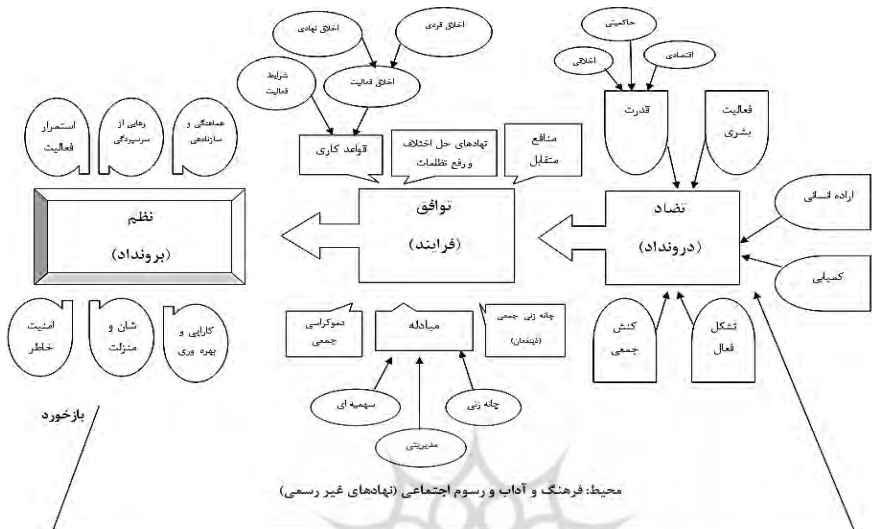 حاکمیتی
اخلاقی
اقتصادی
قدرت
فعالیت
بشری
اراده انسانی
کمیابی
تضاد
(درونداد)
کنش
جمعی
تشکل
فعال
اخلاق نهادی
اخلاق فردی
اخلاق فعالیت
شرایط
فعالیت
قواعد کاری
نهادهای حل اختلاف
و رفع تظلمات
منافع
متقابل
توافق
(فرایند)
چانه زنی جمعی
(ذینفعان)
مبادله
دموکراسی
جمعی
سهمیه ای
چانه زنی
مدیریتی
هماهنگی و
سازندهی
رهایی از
سرسپردگی
استمرار
فعالیت
نظم
(برونداد)
کارایی و
بهره وری
شان و
منزلت
امنیت
خاطر
بازخورد
محیط: فرهنگ و آداب و رسوم اجتماعی (نهادهای غیر رسمی)